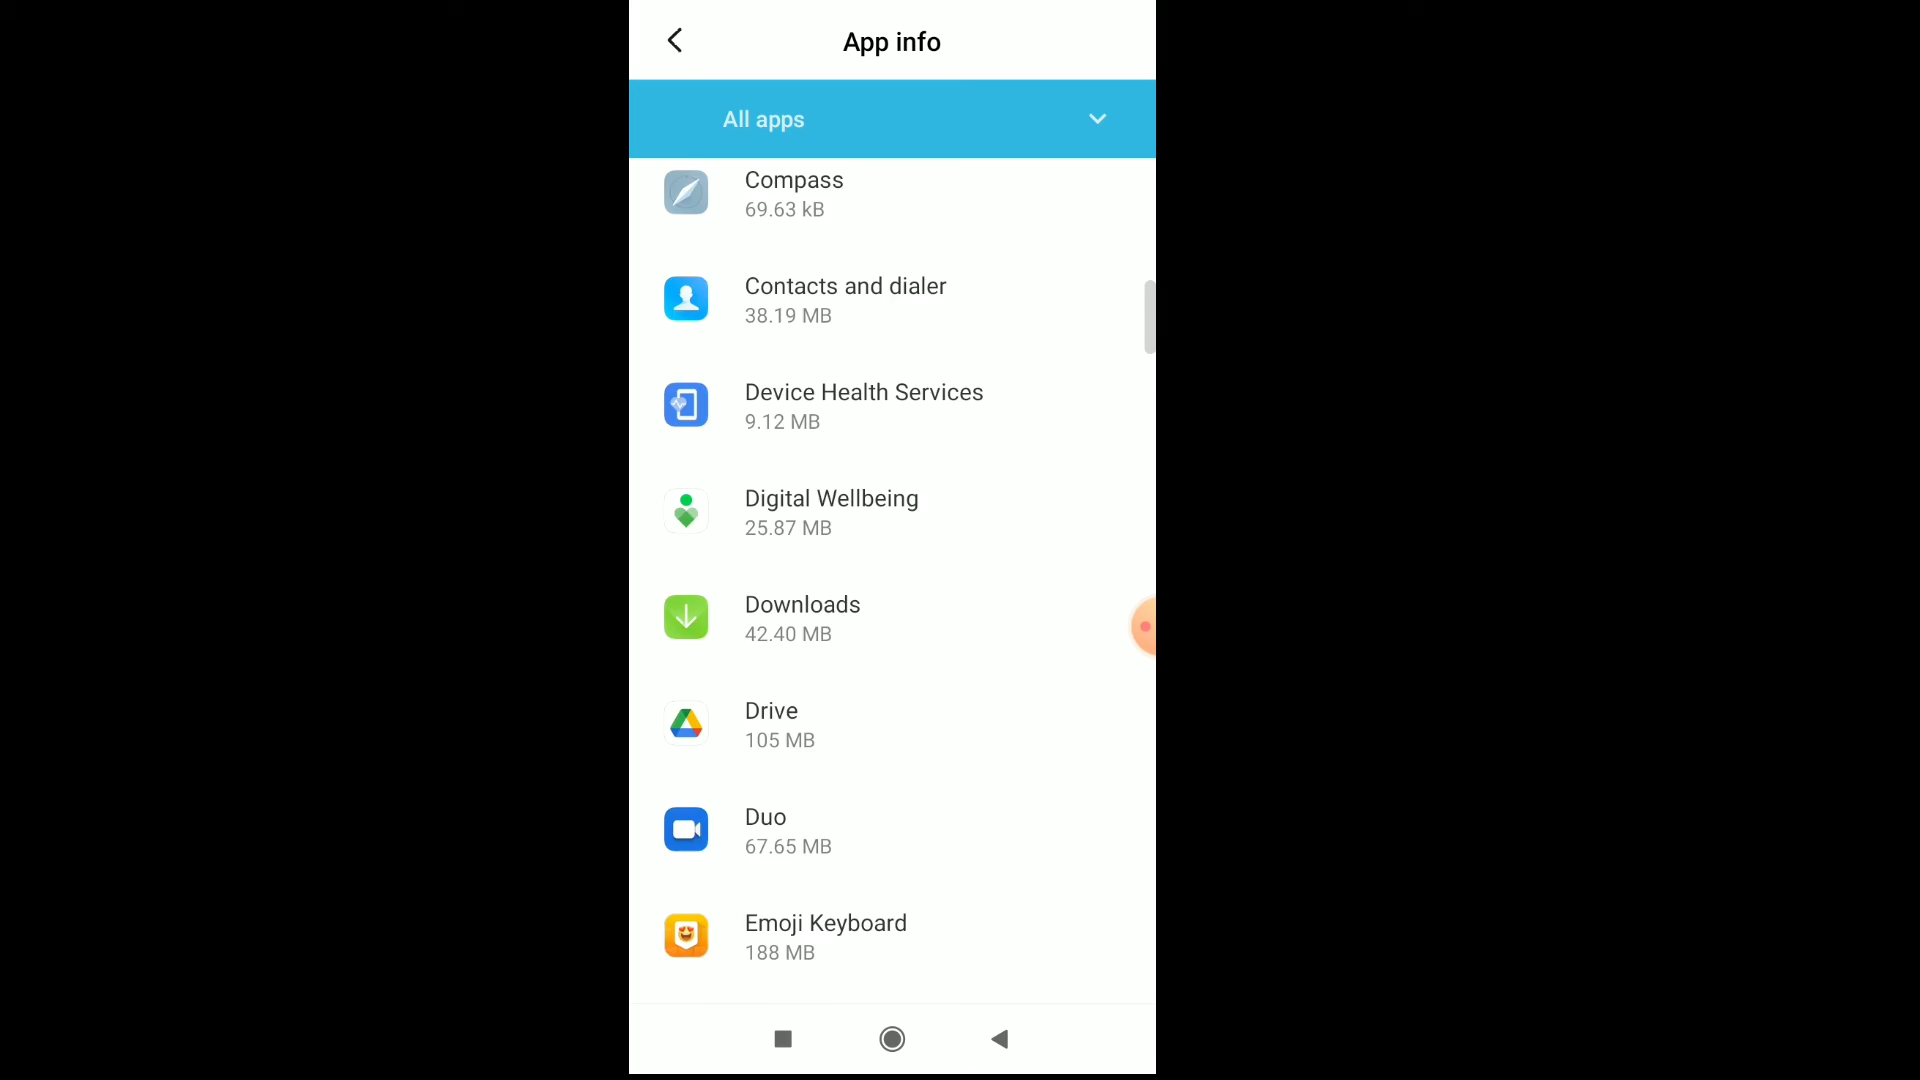 App info
All apps
Compass
69.63 kB
Contacts and dialer
38.19 MB
Device Health Services
9.12 MB
Digital Wellbeing
25.87 MB
Downloads
42.40 MB
Drive
105 MB
Duo
67.65 MB
Emoji Keyboard
188 MB